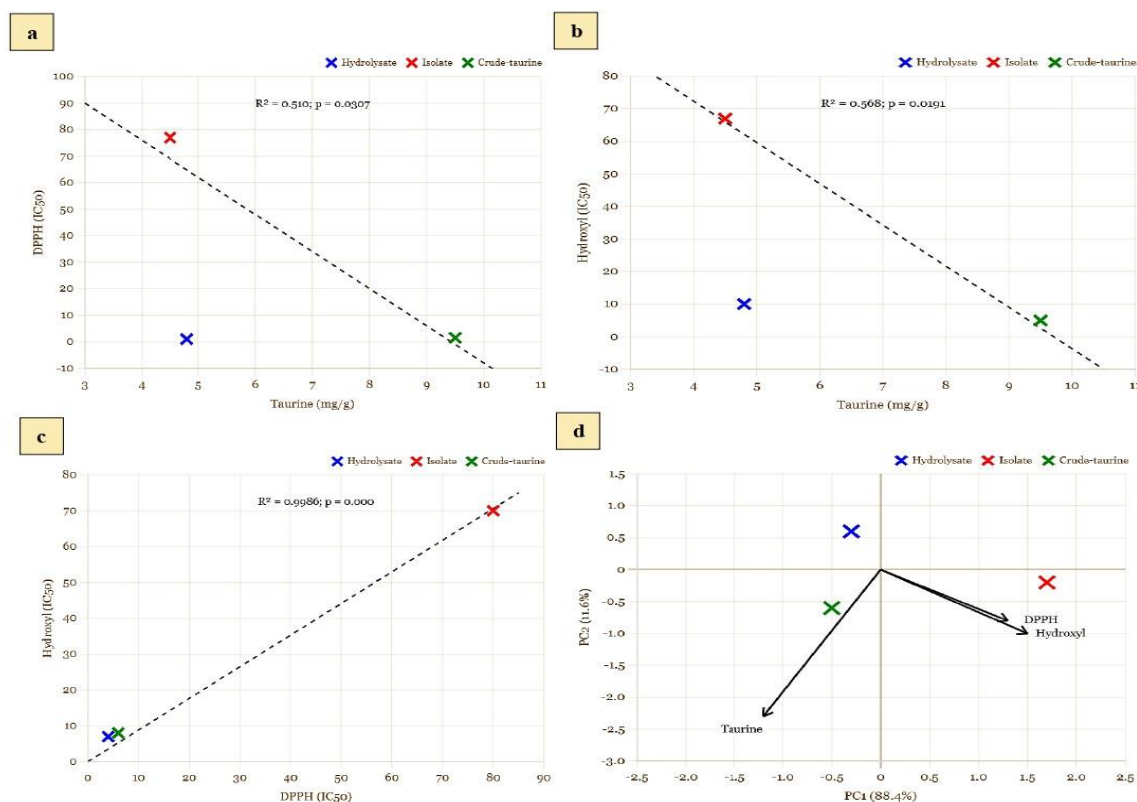 a
Hydrolysate Isolate Crude-taurine
R² = 0.510; p = 0.0307
DPPH (IC50)
100
90
80
70
60
50
40
30
20
10
0
-10
3 4 5 6 7 8 9 10 11
Taurine (mg/g)
b
Hydrolysate Isolate Crude-taurine
R² = 0.568; p = 0.0191
Hydroxyl (IC50)
80
70
60
50
40
30
20
10
0
-10
3 4 5 6 7 8 9 10 11
Taurine (mg/g)
c
Hydrolysate Isolate Crude-taurine
R² = 0.9986; p = 0.000
Hydroxyl (IC50)
80
70
60
50
40
30
20
10
0
0 10 20 30 40 50 60 70 80 90
DPPH (IC50)
d
Hydrolysate Isolate Crude-taurine
PC2 (11.6%)
1.5
1.0
0.5
0
-0.5
-1.0
-1.5
-2.0
-2.5
-3.0
DPPH
Hydroxyl
Taurine
-2.5 -2.0 -1.5 -1.0 -0.5 0 0.5 1.0 1.5 2.0 2.5
PC1 (88.4%)